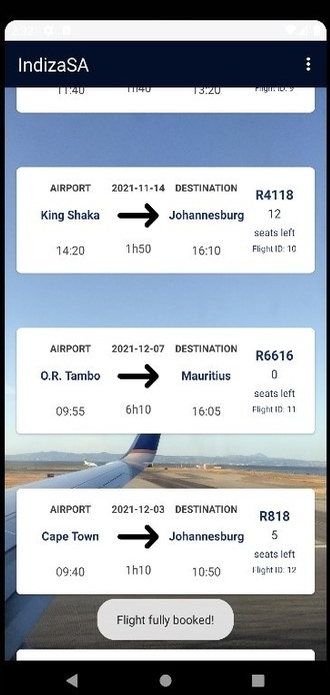 IndizaSA
11:40 1h40 13:20 Flight ID: 9
AIRPORT 2021-11-14 DESTINATION R4118
King Shaka Johannesburg 12
seats left
14:20 1h50 16:10 Flight ID: 10
AIRPORT 2021-12-07 DESTINATION R6616
O.R. Tambo Mauritius 0
seats left
09:55 6h10 16:05 Flight ID: 11
AIRPORT 2021-12-03 DESTINATION R818
Cape Town Johannesburg 5
seats left
09:40 1h10 10:50 Flight ID: 12
Flight fully booked!